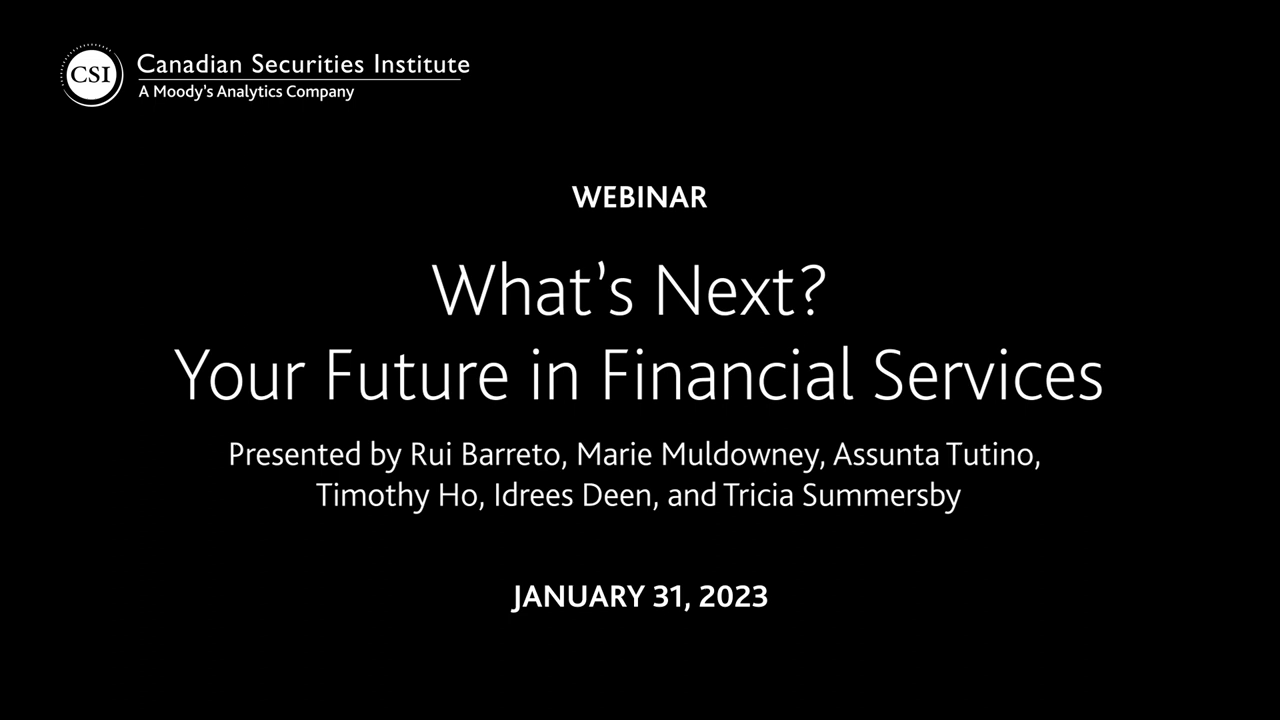 CSI
Canadian Securities Institute
A Moody's Analytics Company
WEBINAR
What's Next?
Your Future in Financial Services
Presented by Rui Barreto, Marie Muldowney, Assunta Tutino,
Timothy Ho, Idrees Deen, and Tricia Summersby
JANUARY 31, 2023